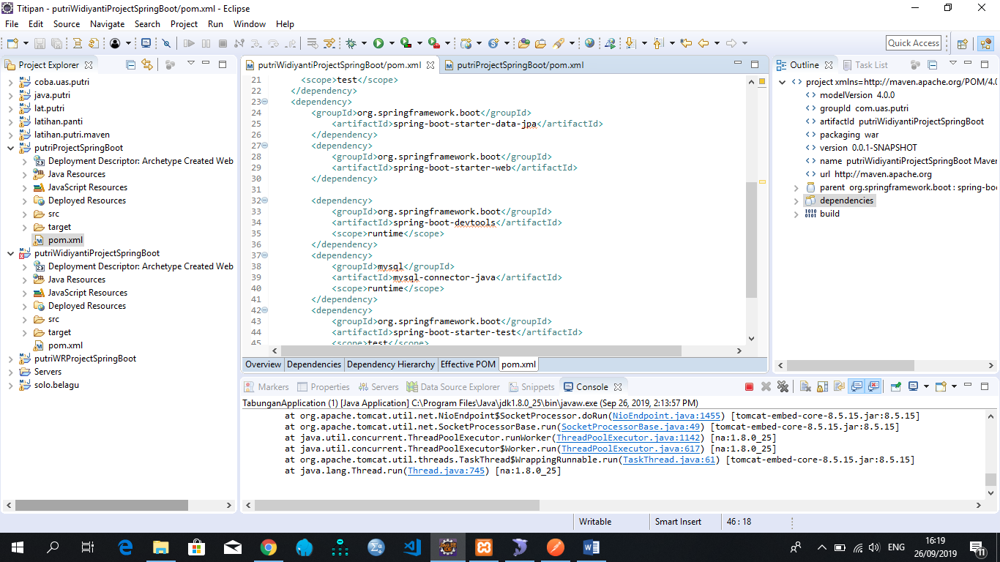 Titipan - putriWidiyantiProjectSpringBoot/pom.xml - Eclipse
File Edit Source Navigate Search Project Run Window Help
Quick Access
Project Explorer
coba.uas.putri
java.putri
lat.putri
latihan.panti
latihan.putri.maven
putriProjectSpringBoot
Deployment Descriptor: Archetype Created Web
Java Resources
JavaScript Resources
Deployed Resources
src
target
pom.xml
putriWidiyantiProjectSpringBoot
Deployment Descriptor: Archetype Created Web
Java Resources
JavaScript Resources
Deployed Resources
src
target
pom.xml
putriWRProjectSpringBoot
Servers
solo.belagu
putriWidiyantiProjectSpringBoot/pom.xml putriProjectSpringBoot/pom.xml
21 <scope>test</scope>
22 </dependency>
23 <dependency>
24 <groupId>org.springframework.boot</groupId>
25 <artifactId>spring-boot-starter-data-jpa</artifactId>
26 </dependency>
27 <dependency>
28 <groupId>org.springframework.boot</groupId>
29 <artifactId>spring-boot-starter-web</artifactId>
30 </dependency>
31
32 <dependency>
33 <groupId>org.springframework.boot</groupId>
34 <artifactId>spring-boot-devtools</artifactId>
35 <scope>runtime</scope>
36 </dependency>
37 <dependency>
38 <groupId>mysql</groupId>
39 <artifactId>mysql-connector-java</artifactId>
40 <scope>runtime</scope>
41 </dependency>
42 <dependency>
43 <groupId>org.springframework.boot</groupId>
44 <artifactId>spring-boot-starter-test</artifactId>
45 <scope>test</scope>
Overview Dependencies Dependency Hierarchy Effective POM pom.xml
Outline Task List
project xmlns=http://maven.apache.org/POM/4.0
modelVersion 4.0.0
groupId com.uas.putri
artifactId putriWidiyantiProjectSpringBoot
packaging war
version 0.0.1-SNAPSHOT
name putriWidiyantiProjectSpringBoot Maven
url http://maven.apache.org
parent org.springframework.boot : spring-boo
dependencies
build
Markers Properties Servers Data Source Explorer Snippets Console
TabunganApplication (1) [Java Application] C:\Program Files\Java\jdk1.8.0_25\bin\javaw.exe (Sep 26, 2019, 2:13:57 PM)
at org.apache.tomcat.util.net.NioEndpoint$SocketProcessor.doRun(NioEndpoint.java:1455) [tomcat-embed-core-8.5.15.jar:8.5.15]
at org.apache.tomcat.util.net.SocketProcessorBase.run(SocketProcessorBase.java:49) [tomcat-embed-core-8.5.15.jar:8.5.15]
at java.util.concurrent.ThreadPoolExecutor.runWorker(ThreadPoolExecutor.java:1142) [na:1.8.0_25]
at java.util.concurrent.ThreadPoolExecutor$Worker.run(ThreadPoolExecutor.java:617) [na:1.8.0_25]
at org.apache.tomcat.util.threads.TaskThread$WrappingRunnable.run(TaskThread.java:61) [tomcat-embed-core-8.5.15.jar:8.5.15]
at java.lang.Thread.run(Thread.java:745) [na:1.8.0_25]
Writable Smart Insert 46 : 18
ENG
16:19
26/09/2019
11